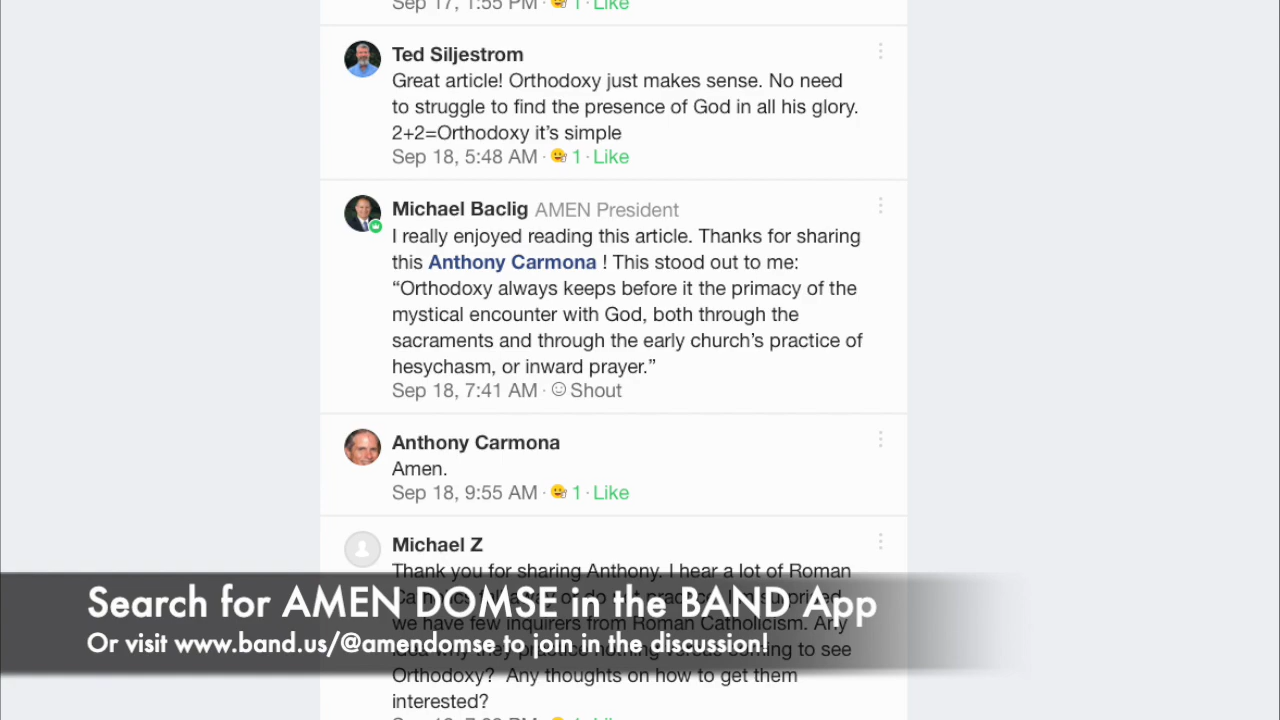 Sep 17, 1:55 PM · 1 · Like
Ted Siljestrom
Great article! Orthodoxy just makes sense. No need
to struggle to find the presence of God in all his glory.
2+2=Orthodoxy it’s simple
Sep 18, 5:48 AM · 1 · Like
Michael Baclig AMEN President
I really enjoyed reading this article. Thanks for sharing
this Anthony Carmona ! This stood out to me:
“Orthodoxy always keeps before it the primacy of the
mystical encounter with God, both through the
sacraments and through the early church’s practice of
hesychasm, or inward prayer.”
Sep 18, 7:41 AM · Shout
Anthony Carmona
Amen.
Sep 18, 9:55 AM · 1 · Like
Michael Z
Thank you for sharing Anthony. I hear a lot of Roman
Search for AMEN DOMSE in the BAND App
we have few inquirers from Roman Catholicism. Any
Or visit www.band.us/@amendomse to join in the discussion!
idea why they practice nothing versus coming to see
Orthodoxy? Any thoughts on how to get them
interested?